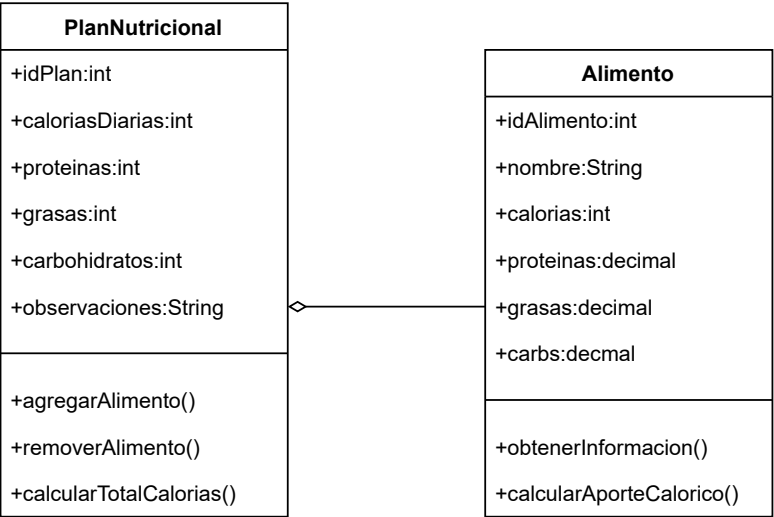 PlanNutricional
+idPlan:int
+caloriasDiarias:int
+proteinas:int
+grasas:int
+carbohidratos:int
+observaciones:String
+agregarAlimento()
+removerAlimento()
+calcularTotalCalorias()
Alimento
+idAlimento:int
+nombre:String
+calorias:int
+proteinas:decimal
+grasas:decimal
+carbs:decmal
+obtenerInformacion()
+calcularAporteCalorico()